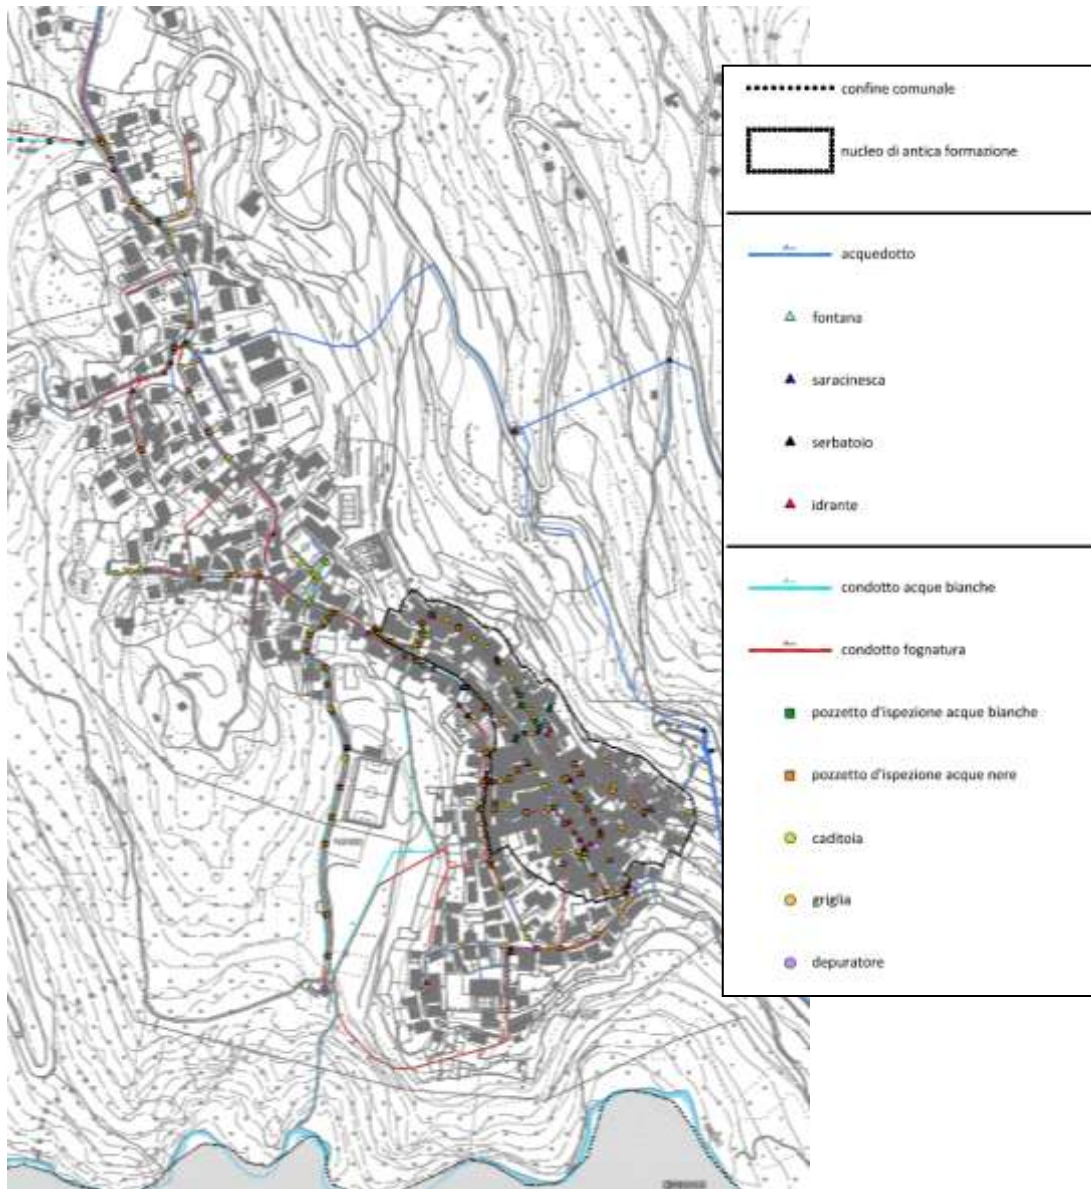 confine comunale
nucleo di antica formazione
acquedotto
fontana
saracinesca
serbatoio
idrante
condotto acque bianche
condotto fognatura
pozzetto d'ispezione acque bianche
pozzetto d'ispezione acque nere
caditoia
griglia
depuratore